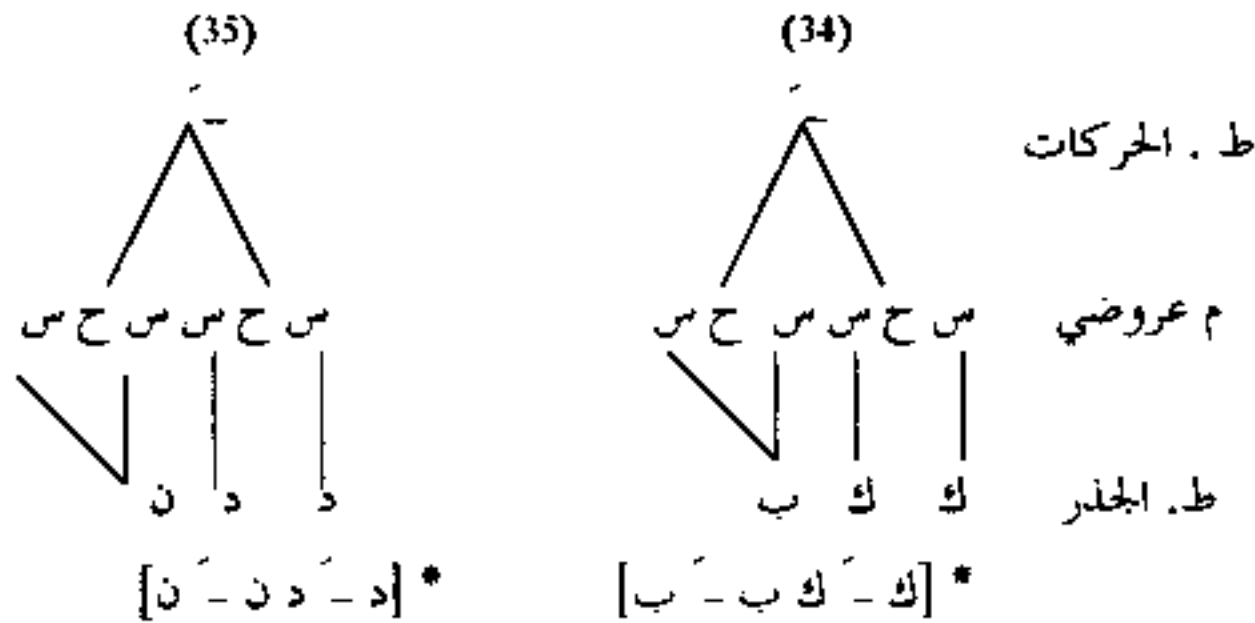 (34) (35)
ط . الحركات َ َ
م عروضي س ح س س ح س س ح س س ح س
ط. الجذر ك ك ب د د ن
* [ك - َ ك ب - َ ب] * [د - َ د ن - َ ن]